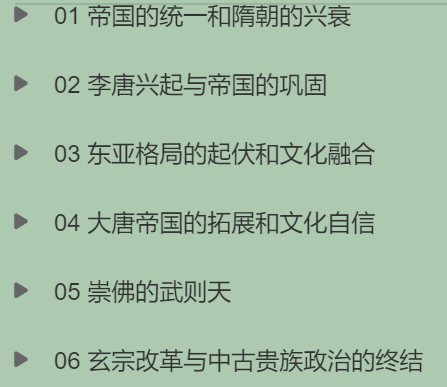 01 帝国的统一和隋朝的兴衰
02 李唐兴起与帝国的巩固
03 东亚格局的起伏和文化融合
04 大唐帝国的拓展和文化自信
05 崇佛的武则天
06 玄宗改革与中古贵族政治的终结